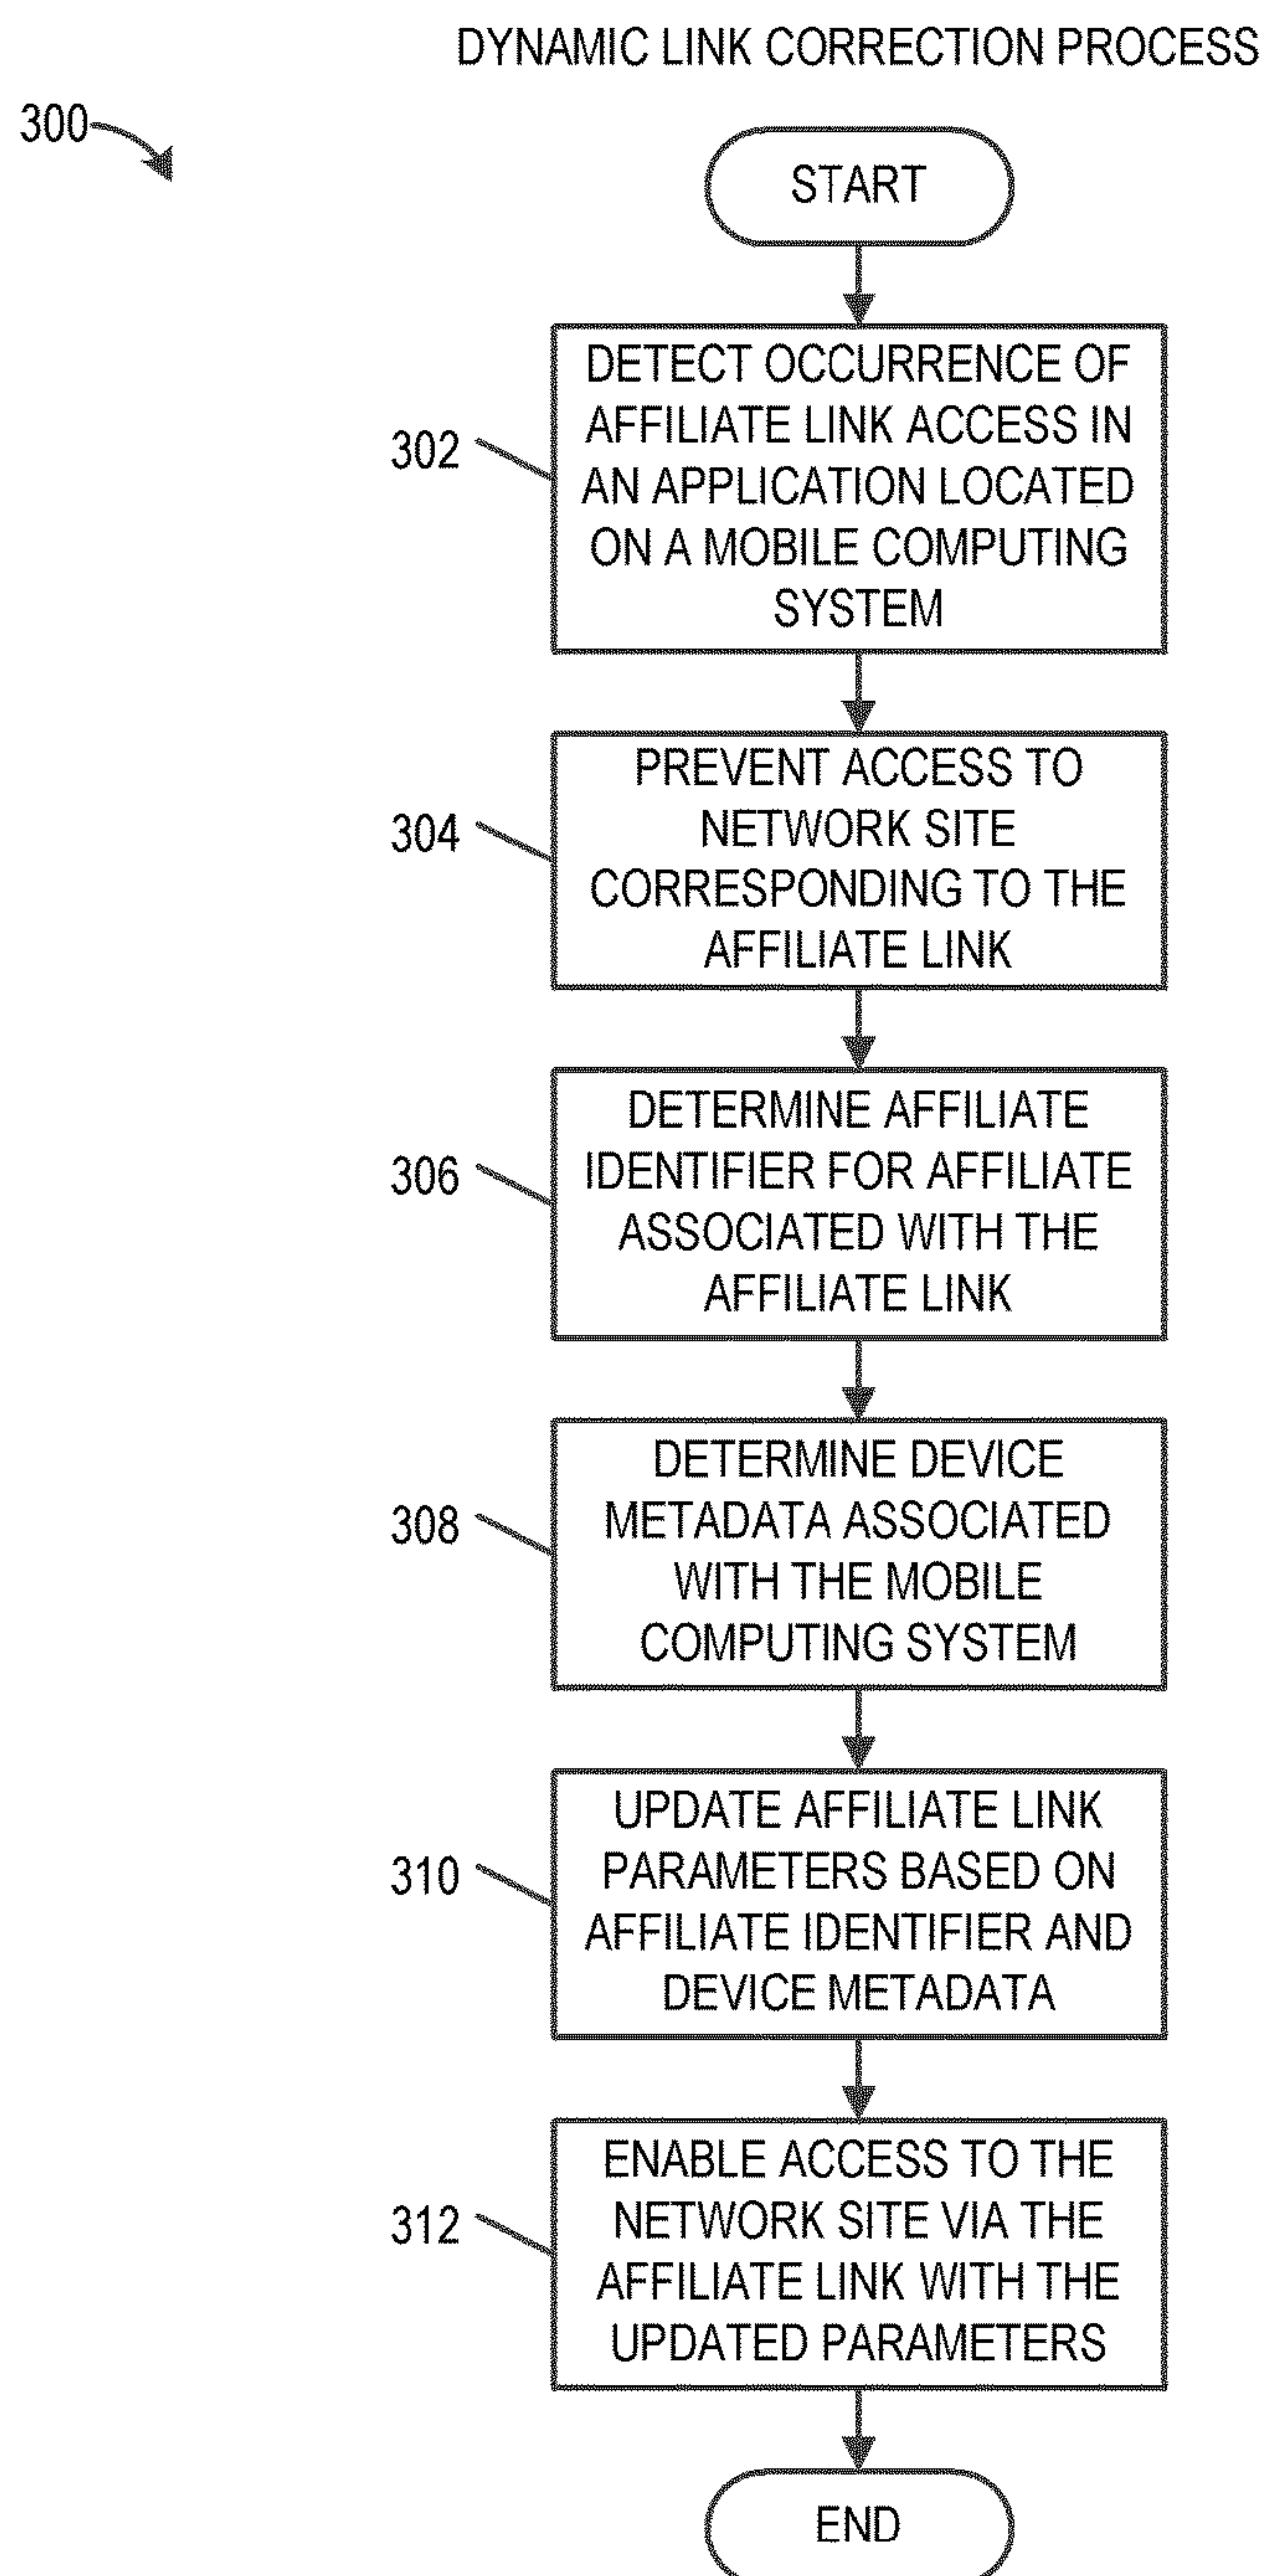 DYNAMIC LINK CORRECTION PROCESS
300
START
302
DETECT OCCURRENCE OF
AFFILIATE LINK ACCESS IN
AN APPLICATION LOCATED
ON A MOBILE COMPUTING
SYSTEM
304
PREVENT ACCESS TO
NETWORK SITE
CORRESPONDING TO THE
AFFILIATE LINK
306
DETERMINE AFFILIATE
IDENTIFIER FOR AFFILIATE
ASSOCIATED WITH THE
AFFILIATE LINK
308
DETERMINE DEVICE
METADATA ASSOCIATED
WITH THE MOBILE
COMPUTING SYSTEM
310
UPDATE AFFILIATE LINK
PARAMETERS BASED ON
AFFILIATE IDENTIFIER AND
DEVICE METADATA
312
ENABLE ACCESS TO THE
NETWORK SITE VIA THE
AFFILIATE LINK WITH THE
UPDATED PARAMETERS
END